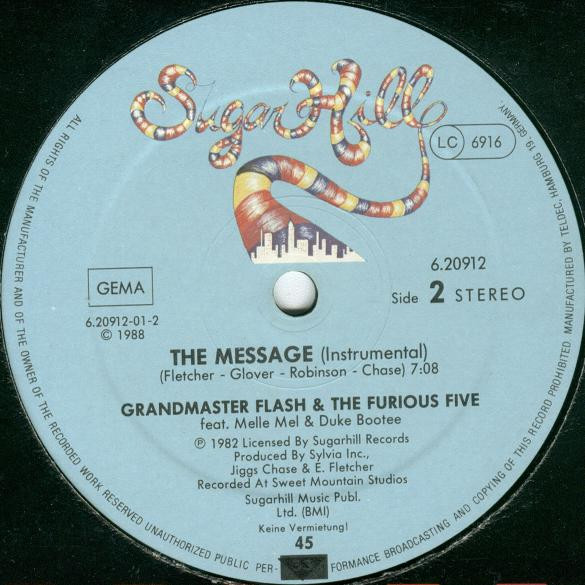 Sugar Hill
LC 6916
6.20912
Side 2 STEREO
GEMA
6.20912-01-2
© 1988
THE MESSAGE (Instrumental)
(Fletcher - Glover - Robinson - Chase) 7:08
GRANDMASTER FLASH & THE FURIOUS FIVE
feat. Melle Mel & Duke Bootee
℗ 1982 Licensed By Sugarhill Records
Produced By Sylvia Inc.,
Jiggs Chase & E. Fletcher
Recorded At Sweet Mountain Studios
Sugarhill Music Publ.
Ltd. (BMI)
Keine Vermietung!
45
ALL RIGHTS OF THE MANUFACTURER AND OF THE OWNER OF THE RECORDED WORK RESERVED UNAUTHORIZED PUBLIC PER- FORMANCE BROADCASTING AND COPYING OF THIS RECORD PROHIBITED. MANUFACTURED BY TELDEC, HAMBURG 19, GERMANY.